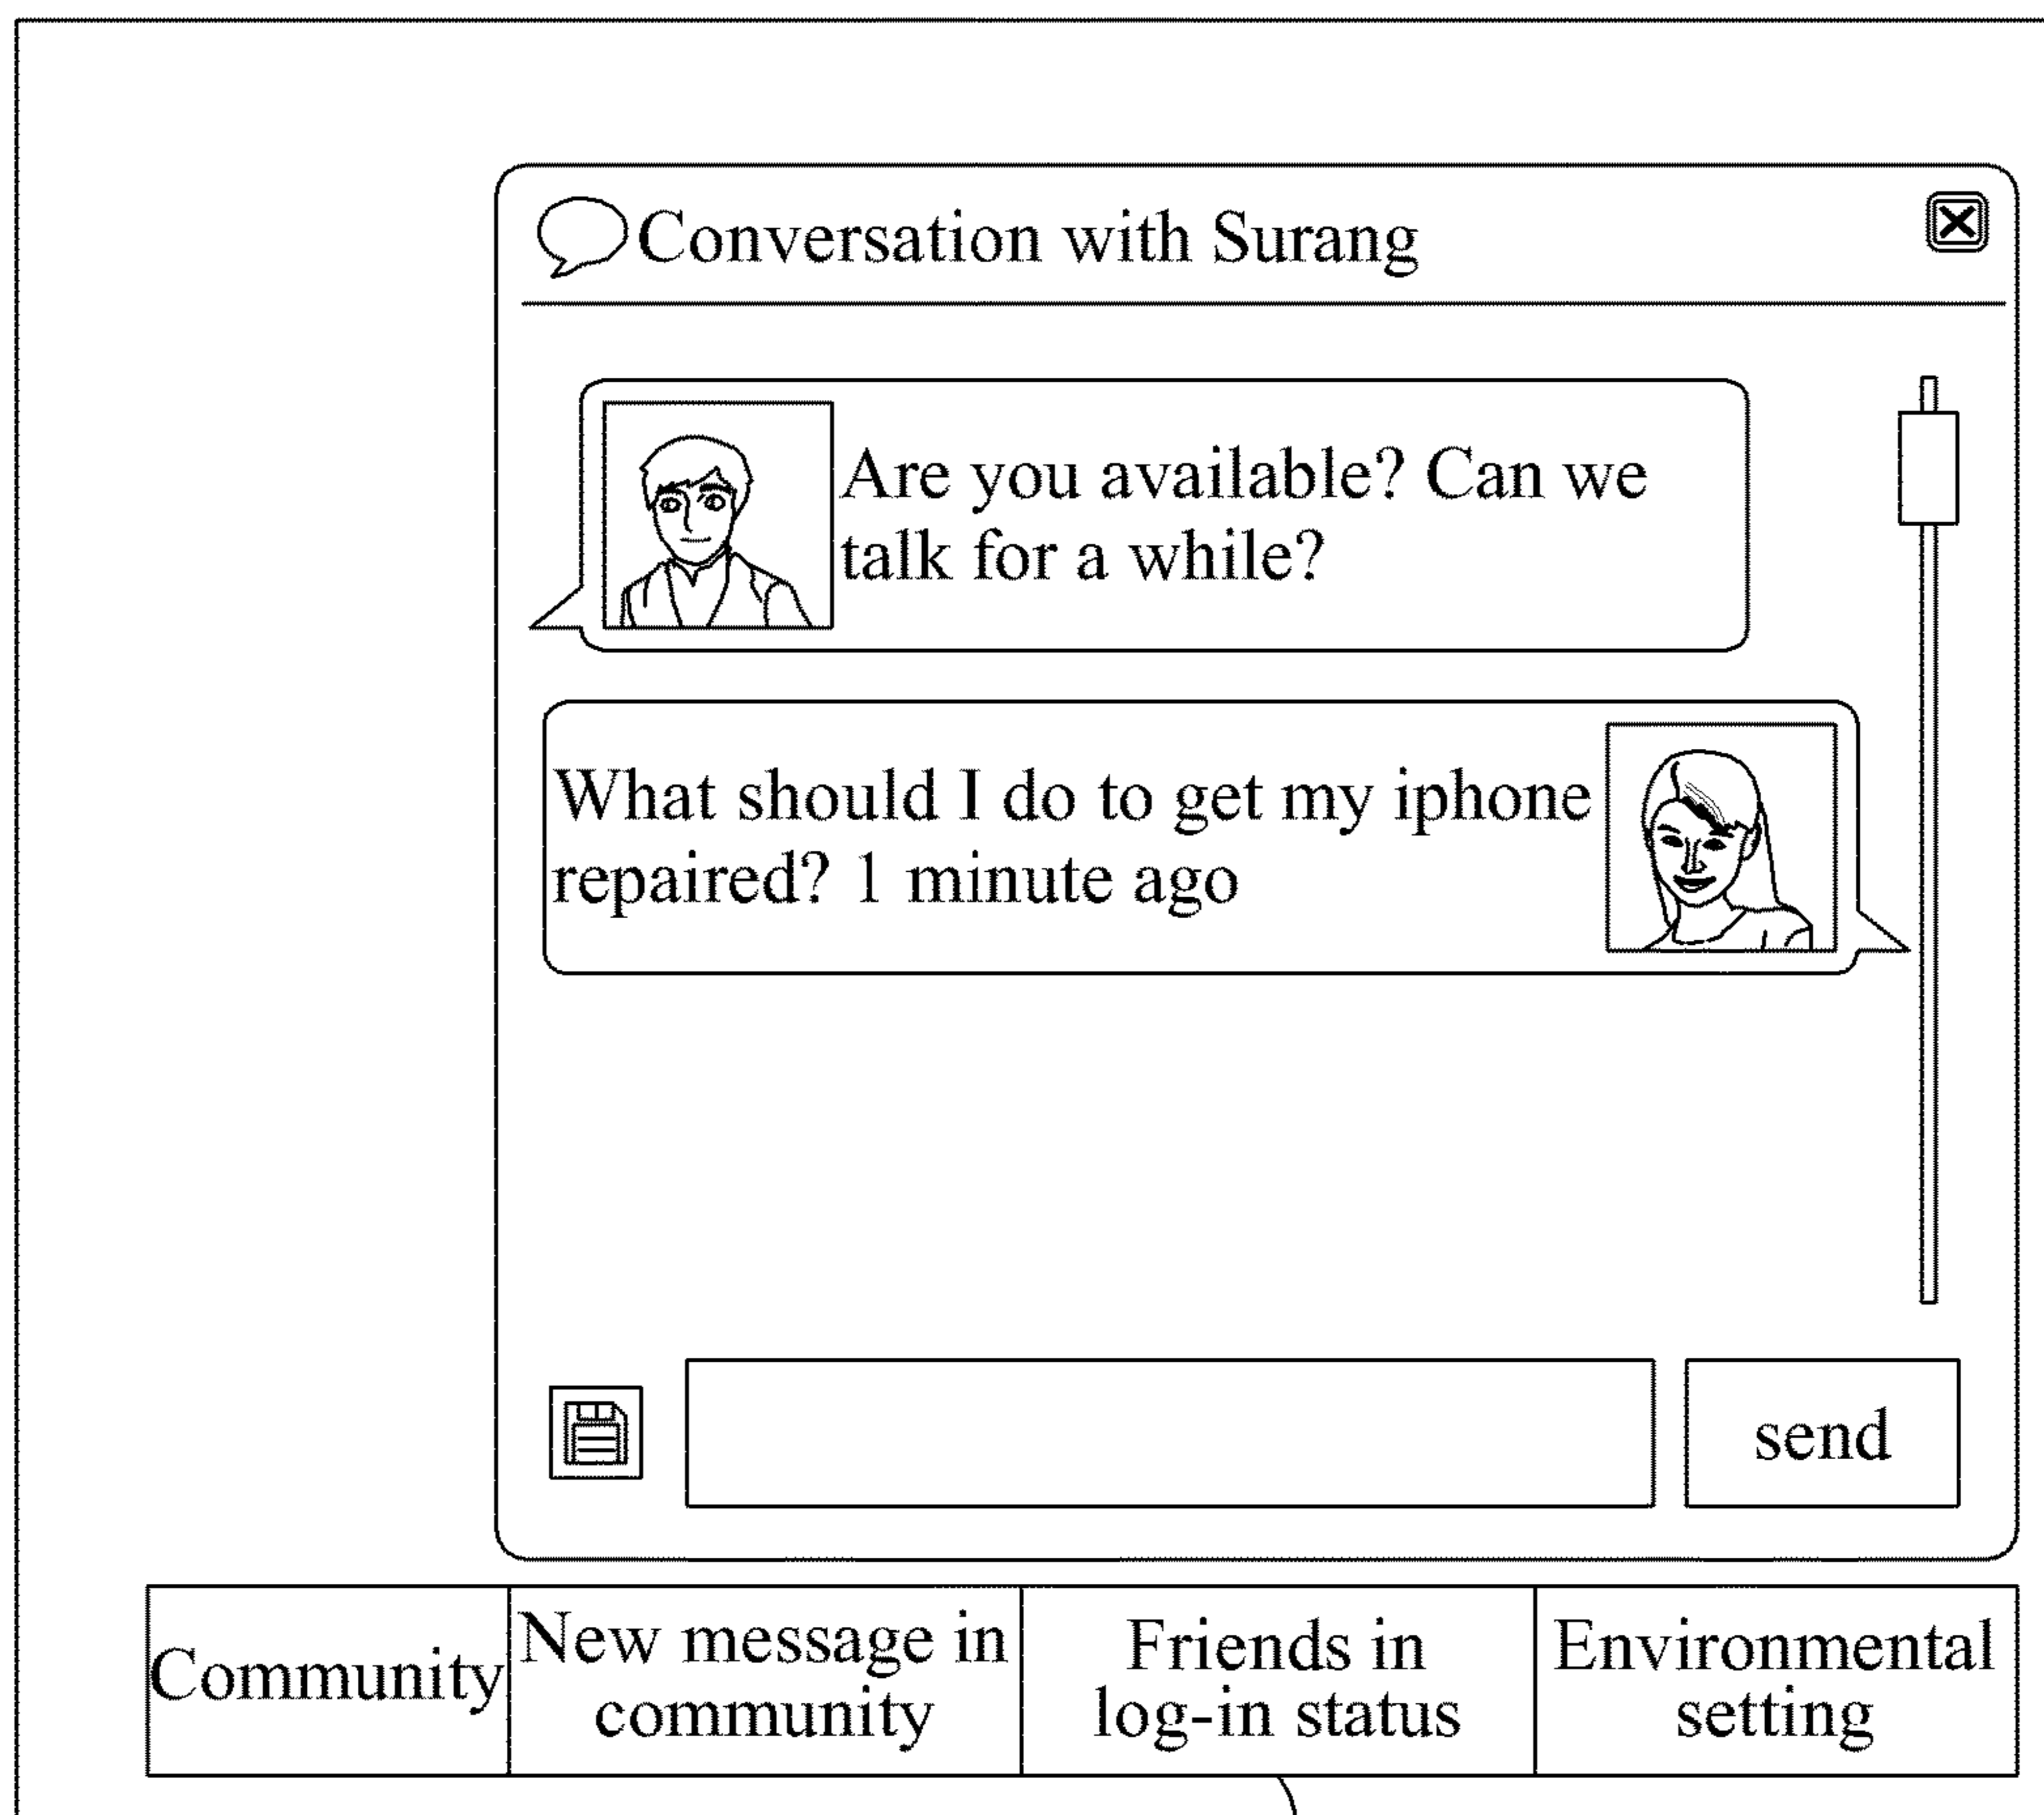 Conversation with Surang
Are you available? Can we
talk for a while?
What should I do to get my iphone
repaired? 1 minute ago
send
Community
New message in
community
Friends in
log-in status
Environmental
setting